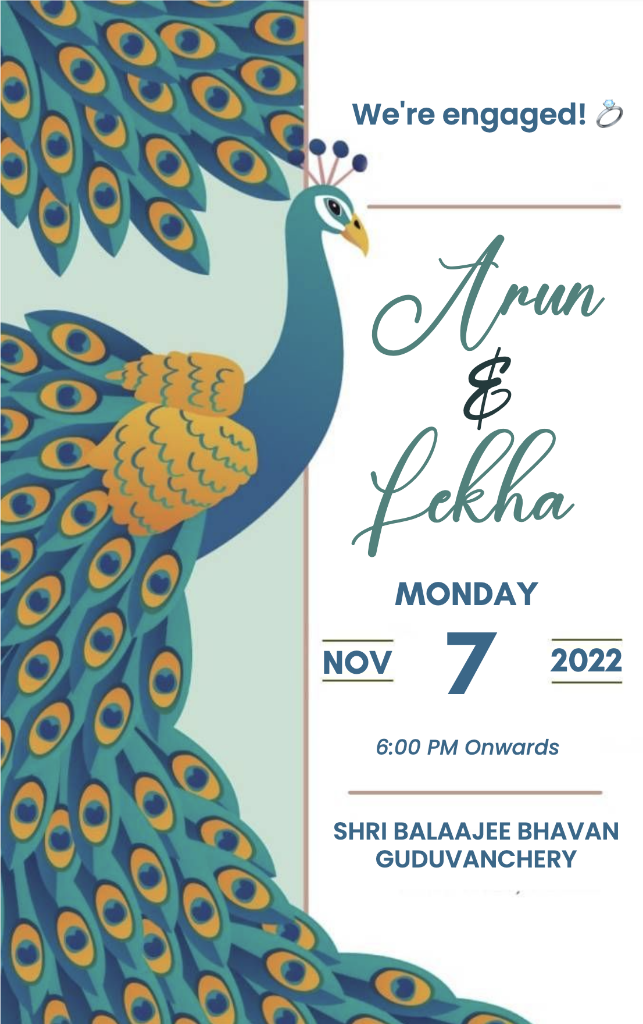 We're engaged! 💍
Arun
&
Lekha
MONDAY
NOV 7 2022
6:00 PM Onwards
SHRI BALAAJEE BHAVAN
GUDUVANCHERY